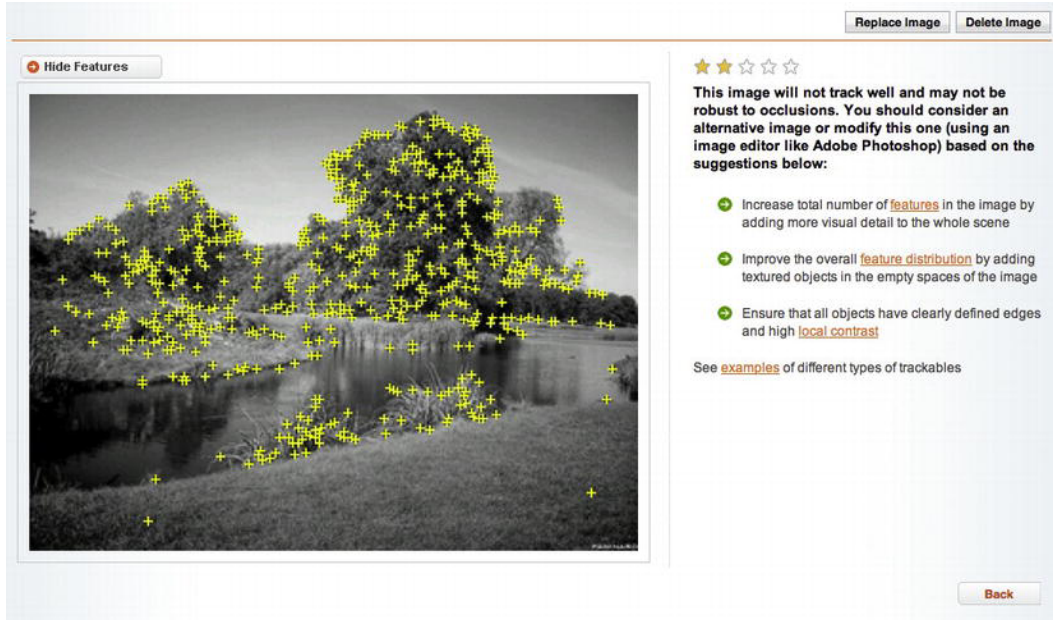 Replace Image Delete Image
Hide Features
This image will not track well and may not be
robust to occlusions. You should consider an
alternative image or modify this one (using an
image editor like Adobe Photoshop) based on the
suggestions below:
Increase total number of features in the image by
adding more visual detail to the whole scene
Improve the overall feature distribution by adding
textured objects in the empty spaces of the image
Ensure that all objects have clearly defined edges
and high local contrast
See examples of different types of trackables
Back